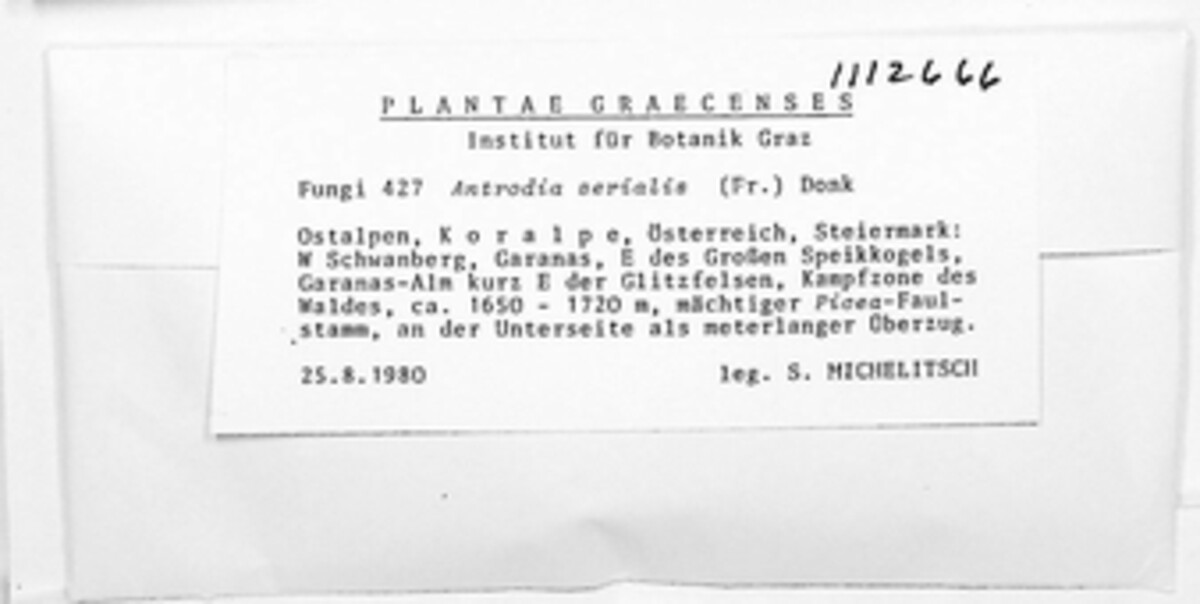 1112666
PLANTAE GRAECENSES
Institut für Botanik Graz
Fungi 427 Antrodia serialis (Fr.) Donk
Ostalpen, Koralpe, Österreich, Steiermark:
W Schwanberg, Garanas, E des Großen Speikkogels,
Garanas-Alm kurz E der Glitzfelsen, Kampfzone des
Waldes, ca. 1650 - 1720 m, mächtiger Picea-Faul-
stamm, an der Unterseite als meterlanger Überzug.
25.8.1980 leg. S. MICHELITSCH